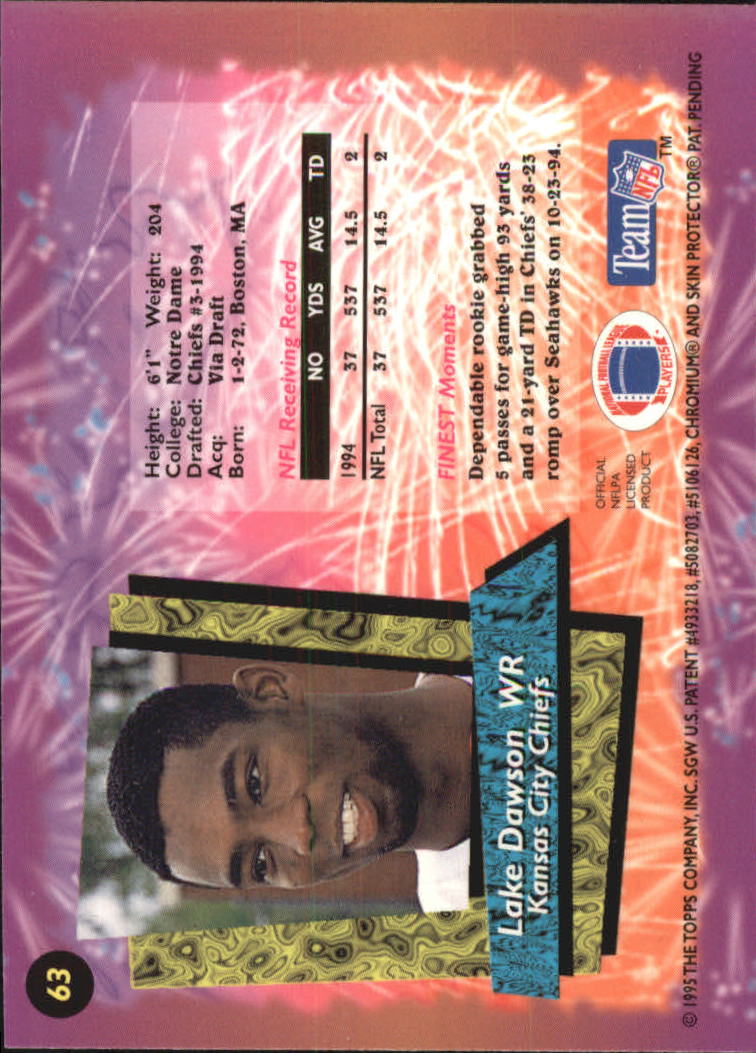 63
Lake Dawson WR
Kansas City Chiefs
Height: 6'1" Weight: 204
College: Notre Dame
Drafted: Chiefs #3-1994
Acq: Via Draft
Born: 1-2-72, Boston, MA
NFL Receiving Record
NO YDS AVG TD
1994 37 537 14.5 2
NFL Total 37 537 14.5 2
FINEST Moments
Dependable rookie grabbed
5 passes for game-high 93 yards
and a 21-yard TD in Chiefs' 38-23
romp over Seahawks on 10-23-94.
OFFICIAL
NFLPA
LICENSED
PRODUCT
NATIONAL FOOTBALL LEAGUE
PLAYERS
Team NFL TM
© 1995 THE TOPPS COMPANY, INC. SGW U.S. PATENT #4933218, #5082703, #5106126, CHROMIUM® AND SKIN PROTECTOR® PAT. PENDING